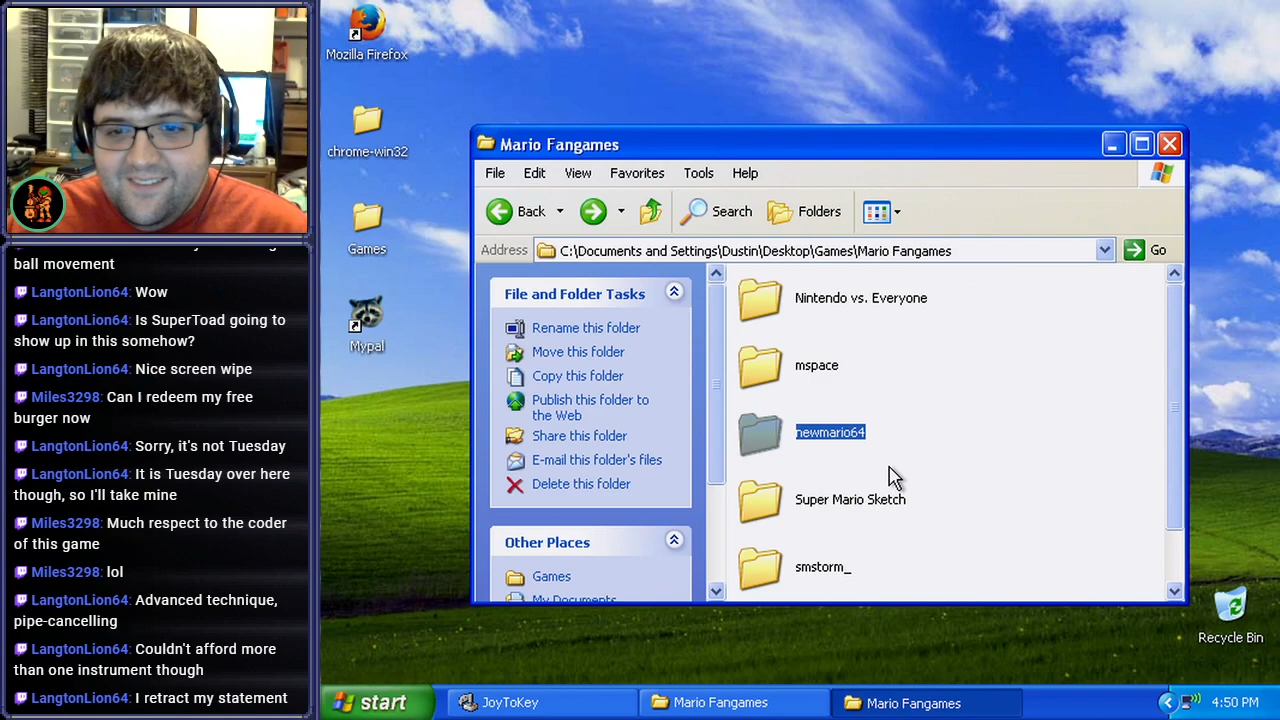 ball movement
LangtonLion64: Wow
LangtonLion64: Is SuperToad going to
show up in this somehow?
LangtonLion64: Nice screen wipe
Miles3298: Can I redeem my free
burger now
LangtonLion64: Sorry, it's not Tuesday
LangtonLion64: It is Tuesday over here
though, so I'll take mine
Miles3298: Much respect to the coder
of this game
Miles3298: lol
LangtonLion64: Advanced technique,
pipe-cancelling
LangtonLion64: Couldn't afford more
than one instrument though
LangtonLion64: I retract my statement
Mozilla Firefox
chrome-win32
Games
Mypal
Mario Fangames
File Edit View Favorites Tools Help
Back Search Folders
Address C:\Documents and Settings\Dustin\Desktop\Games\Mario Fangames Go
File and Folder Tasks
Rename this folder
Move this folder
Copy this folder
Publish this folder to
the Web
Share this folder
E-mail this folder's files
Delete this folder
Other Places
Games
My Documents
Nintendo vs. Everyone
mspace
newmario64
Super Mario Sketch
smstorm_
Recycle Bin
start JoyToKey Mario Fangames Mario Fangames 4:50 PM